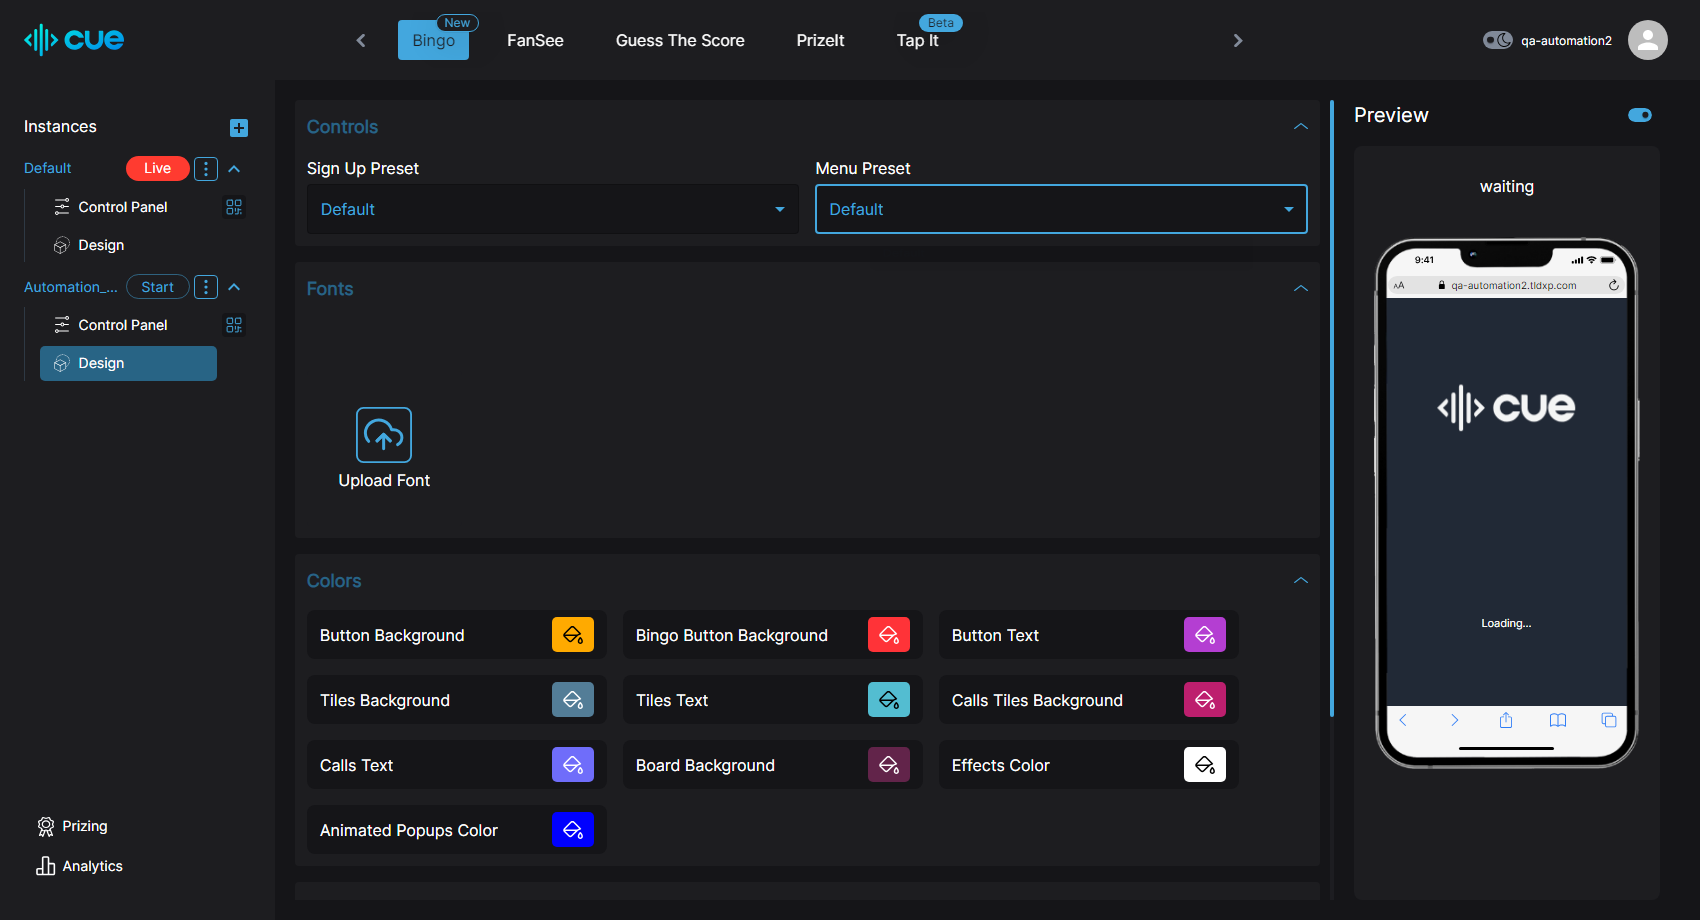 cue
Bingo
New
FanSee
Guess The Score
PrizeIt
Tap It
Beta
qa-automation2
Instances
Default
Live
Control Panel
Design
Automation_...
Start
Control Panel
Design
Prizing
Analytics
Controls
Sign Up Preset
Default
Menu Preset
Default
Fonts
Upload Font
Colors
Button Background
Bingo Button Background
Button Text
Tiles Background
Tiles Text
Calls Tiles Background
Calls Text
Board Background
Effects Color
Animated Popups Color
Preview
waiting
9:41
AA
qa-automation2.tldxp.com
cue
Loading...